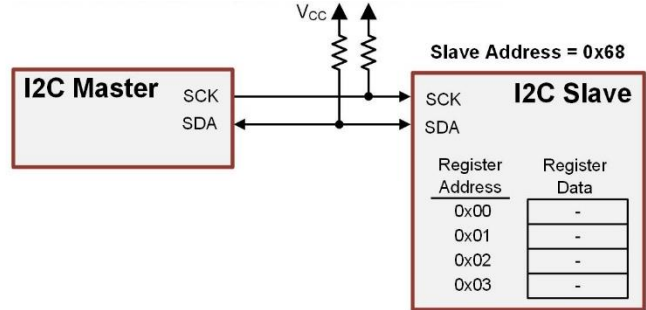 VCC
Slave Address = 0x68
I2C Master
SCK
SDA
I2C Slave
SCK
SDA
Register Address
Register Data
0x00 -
0x01 -
0x02 -
0x03 -